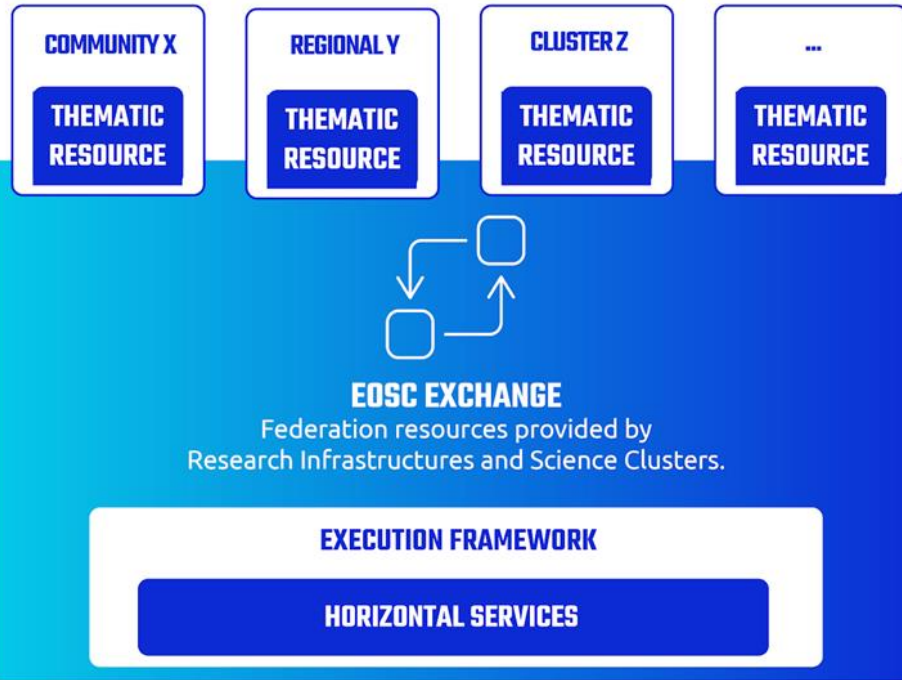 COMMUNITY X
THEMATIC
RESOURCE
REGIONAL Y
THEMATIC
RESOURCE
CLUSTER Z
THEMATIC
RESOURCE
...
THEMATIC
RESOURCE
EOSC EXCHANGE
Federation resources provided by
Research Infrastructures and Science Clusters.
EXECUTION FRAMEWORK
HORIZONTAL SERVICES